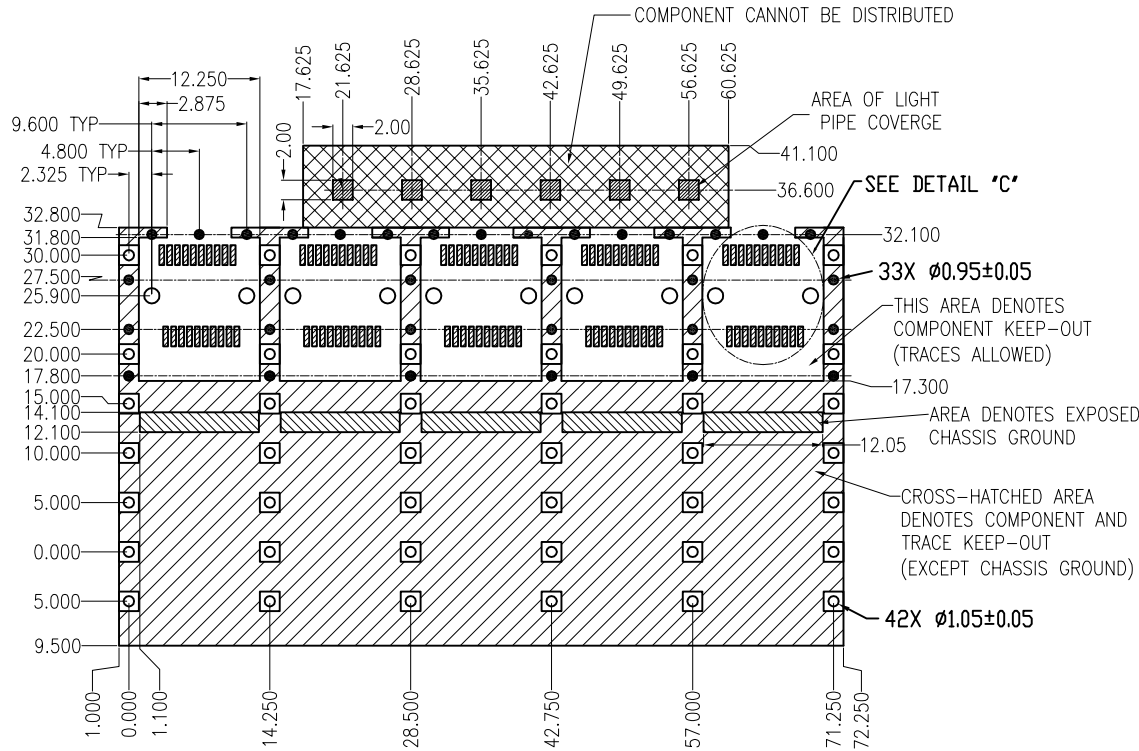 COMPONENT CANNOT BE DISTRIBUTED
17.625
21.625
28.625
35.625
42.625
49.625
56.625
60.625
12.250
2.875
9.600 TYP
4.800 TYP
2.325 TYP
2.00
2.00
AREA OF LIGHT
PIPE COVERGE
41.100
36.600
SEE DETAIL "C"
32.800
31.800
30.000
27.500
25.900
22.500
20.000
17.800
15.000
14.100
12.100
10.000
5.000
0.000
5.000
9.500
32.100
33X Ø0.95±0.05
THIS AREA DENOTES
COMPONENT KEEP-OUT
(TRACES ALLOWED)
17.300
AREA DENOTES EXPOSED
CHASSIS GROUND
12.05
CROSS-HATCHED AREA
DENOTES COMPONENT AND
TRACE KEEP-OUT
(EXCEPT CHASSIS GROUND)
42X Ø1.05±0.05
1.000
0.000
1.100
14.250
28.500
42.750
57.000
71.250
72.250